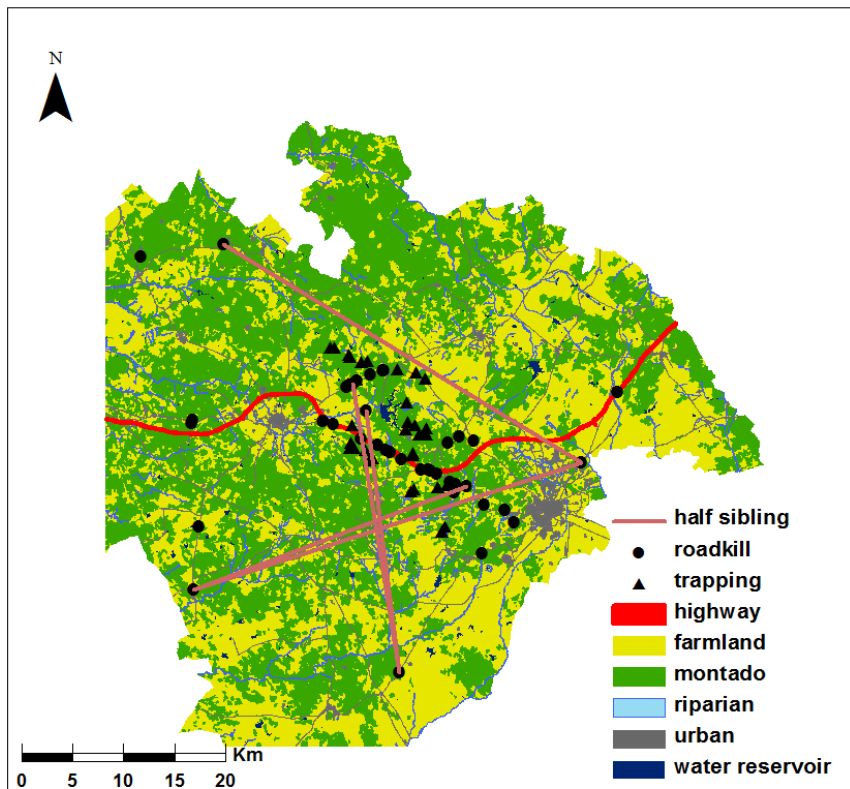 N
half sibling
roadkill
trapping
highway
farmland
montado
riparian
urban
water reservoir
Km
0 5 10 15 20